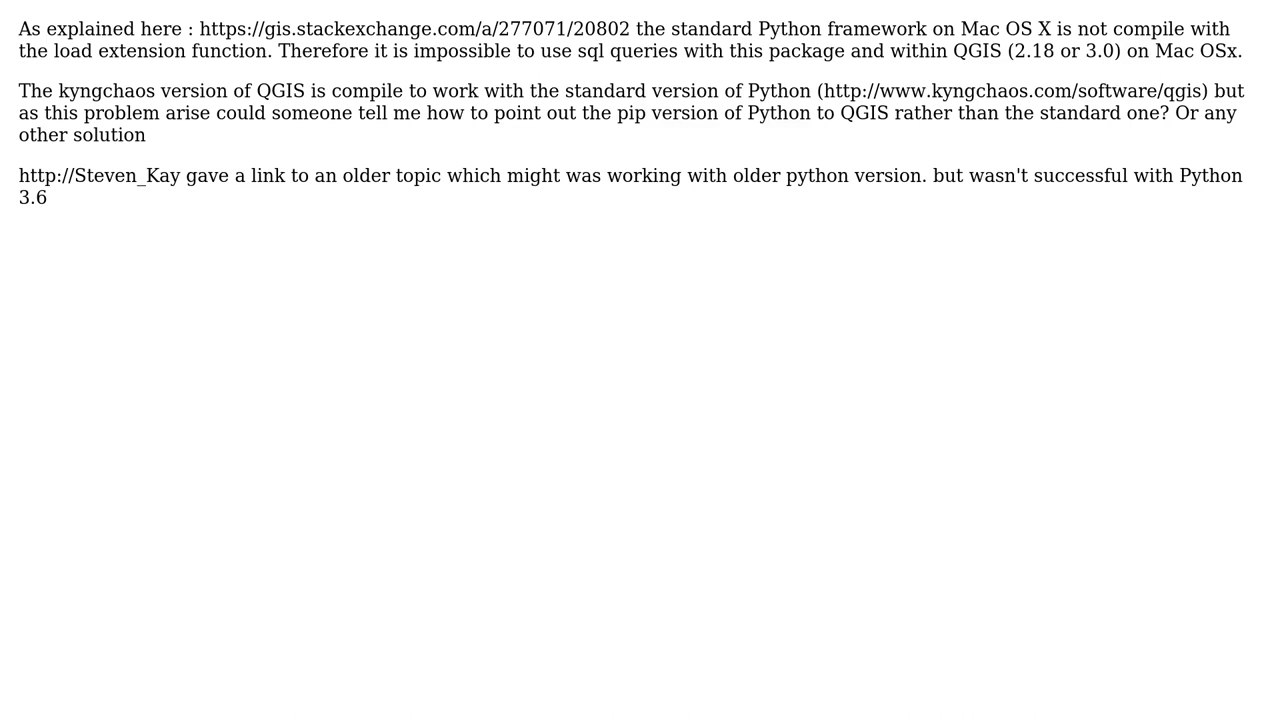 As explained here : https://gis.stackexchange.com/a/277071/20802 the standard Python framework on Mac OS X is not compile with
the load extension function. Therefore it is impossible to use sql queries with this package and within QGIS (2.18 or 3.0) on Mac OSx.
The kyngchaos version of QGIS is compile to work with the standard version of Python (http://www.kyngchaos.com/software/qgis) but
as this problem arise could someone tell me how to point out the pip version of Python to QGIS rather than the standard one? Or any
other solution
http://Steven_Kay gave a link to an older topic which might was working with older python version. but wasn't successful with Python
3.6